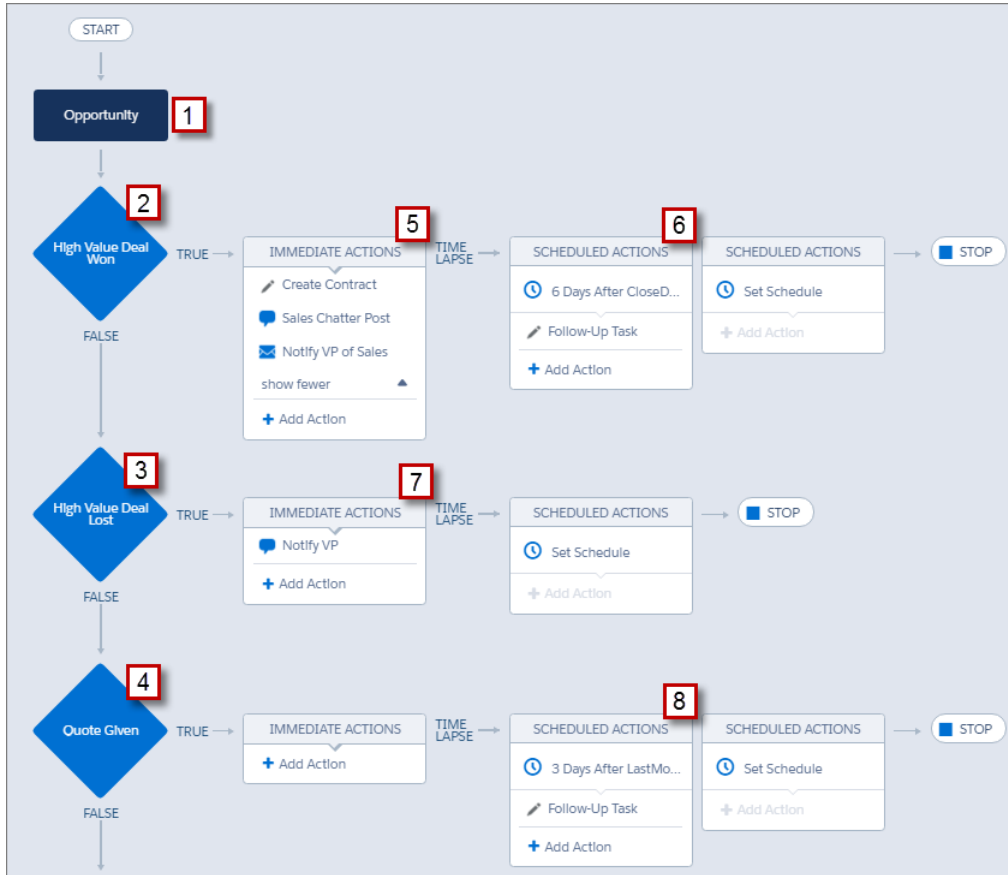 START
Opportunity
1
2
High Value Deal
Won
TRUE
5
IMMEDIATE ACTIONS
Create Contract
Sales Chatter Post
Notify VP of Sales
show fewer
+ Add Action
TIME
LAPSE
6
SCHEDULED ACTIONS
6 Days After CloseD...
Follow-Up Task
+ Add Action
SCHEDULED ACTIONS
Set Schedule
+ Add Action
STOP
FALSE
3
High Value Deal
Lost
TRUE
7
IMMEDIATE ACTIONS
Notify VP
+ Add Action
TIME
LAPSE
SCHEDULED ACTIONS
Set Schedule
+ Add Action
STOP
FALSE
4
Quote Given
TRUE
IMMEDIATE ACTIONS
+ Add Action
TIME
LAPSE
8
SCHEDULED ACTIONS
3 Days After LastMo...
Follow-Up Task
+ Add Action
SCHEDULED ACTIONS
Set Schedule
+ Add Action
STOP
FALSE